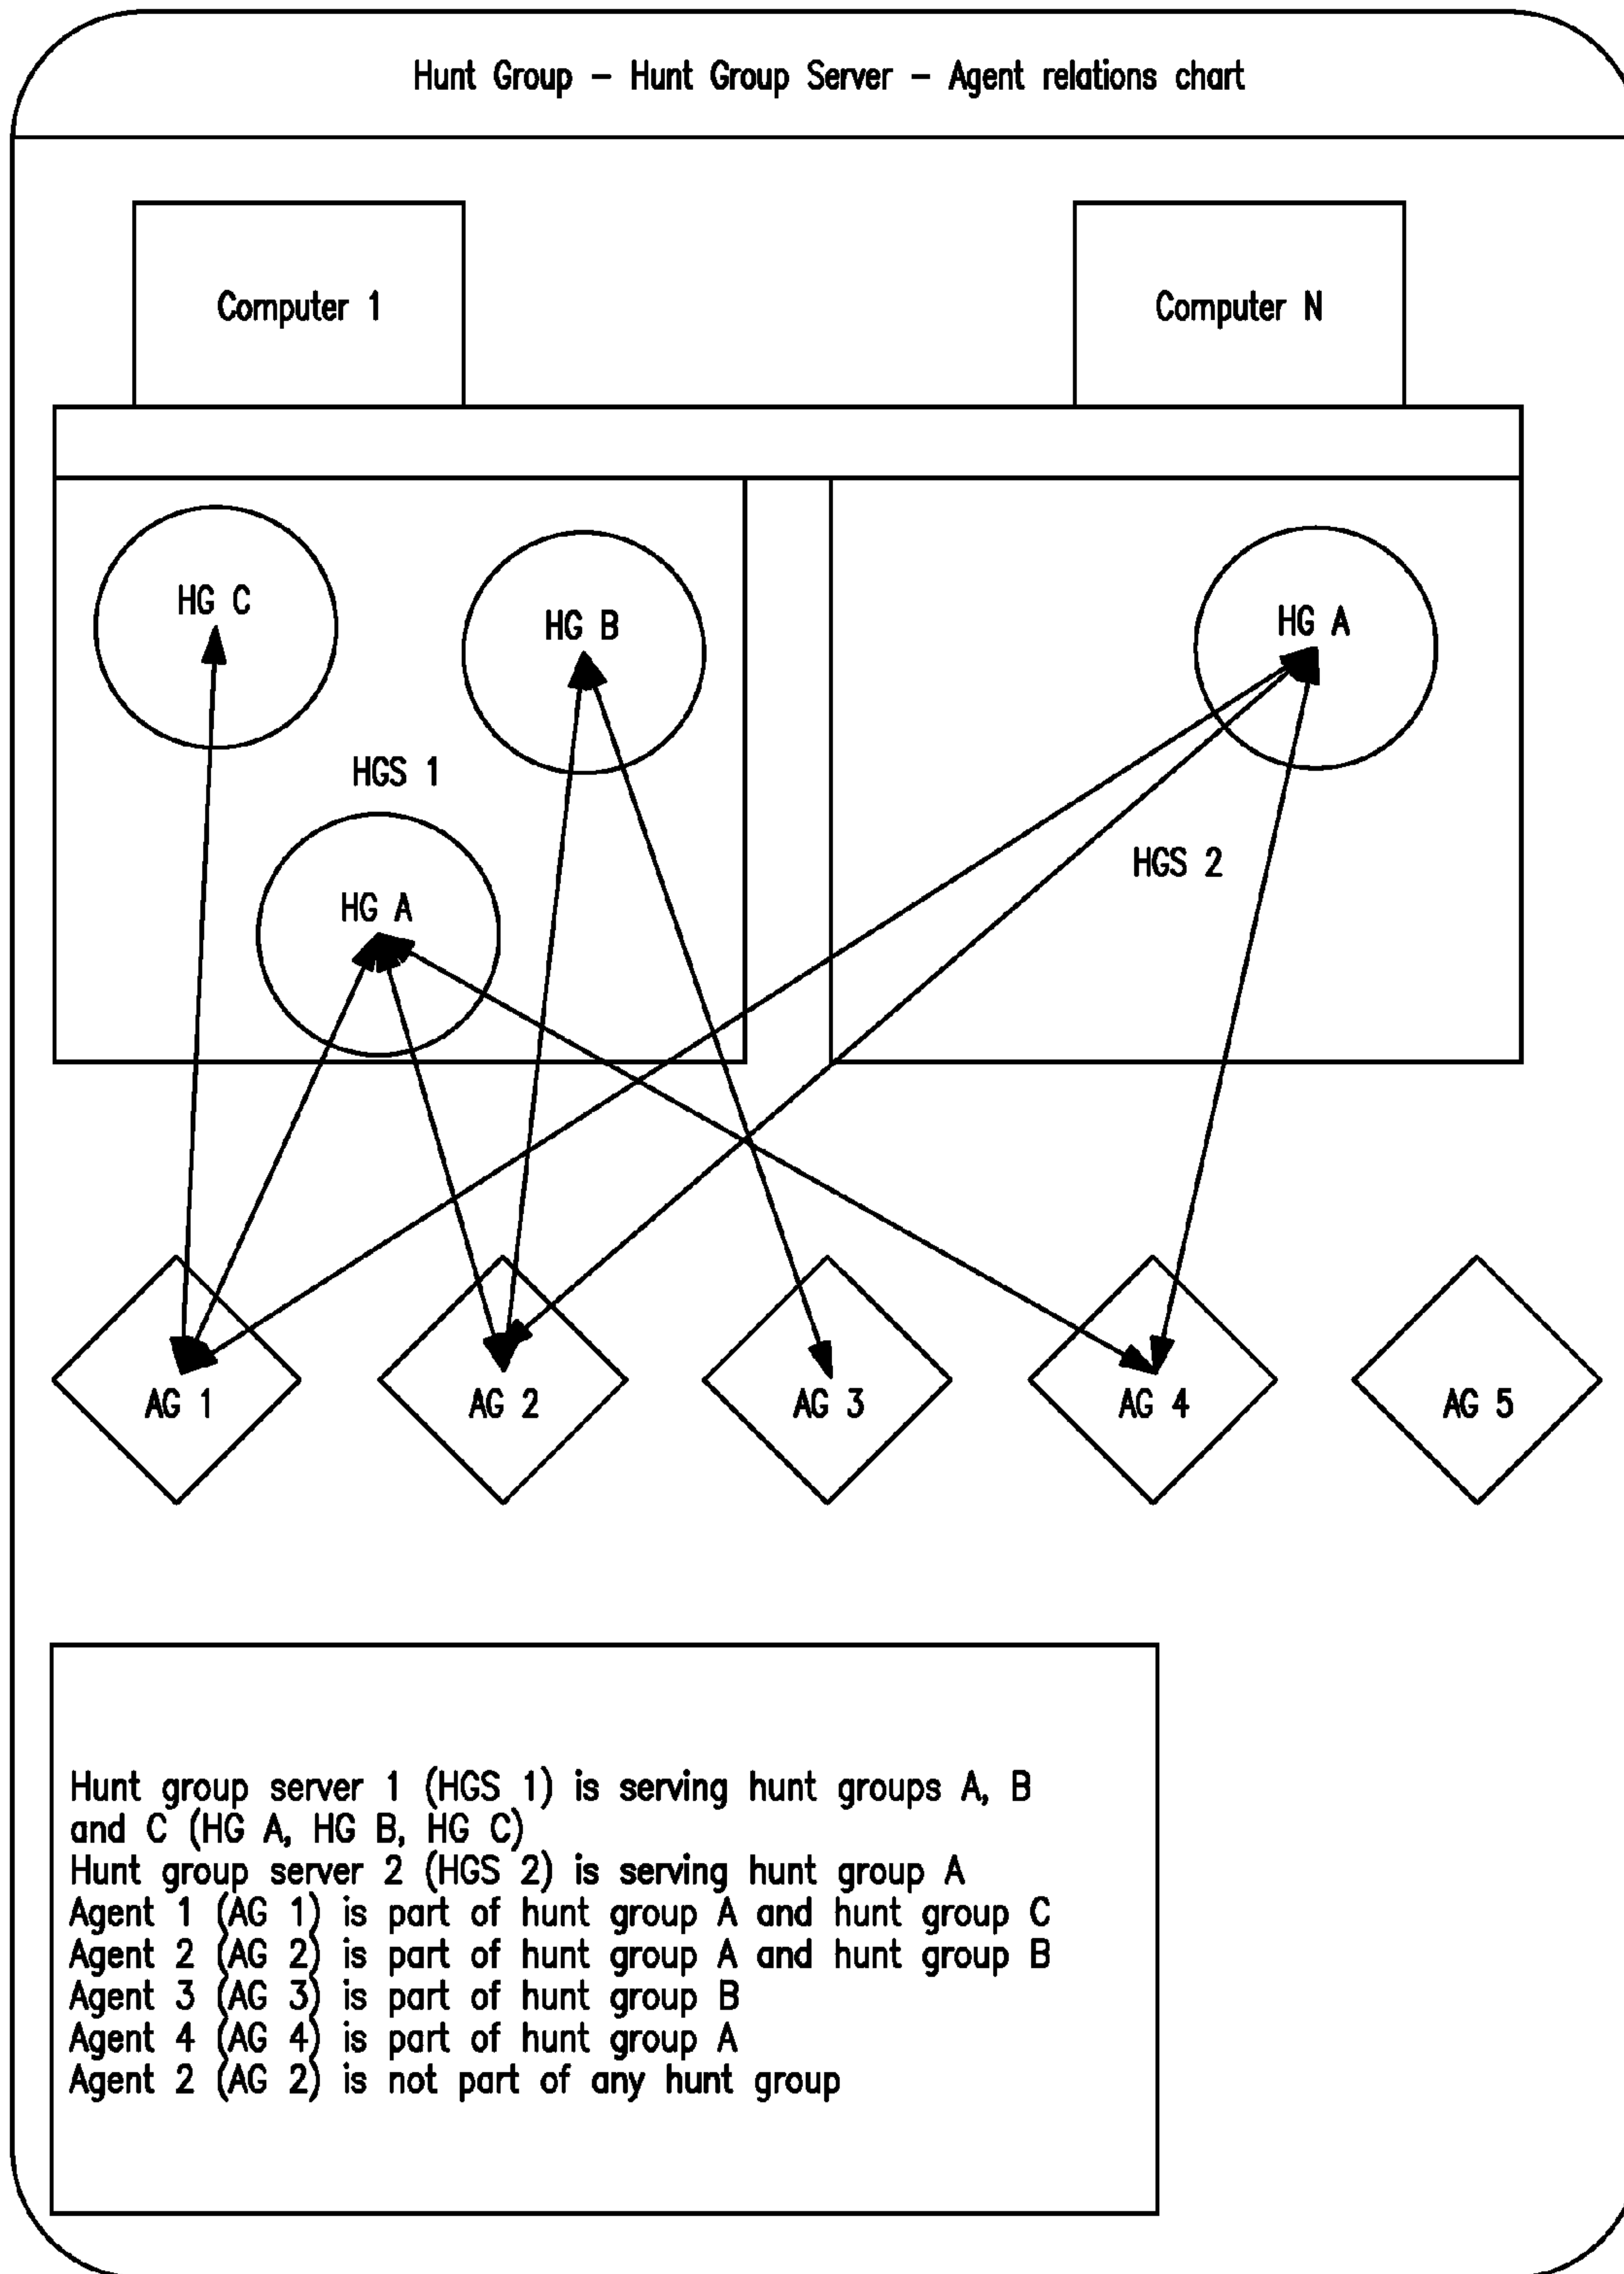 Hunt Group - Hunt Group Server - Agent relations chart
Computer 1
Computer N
HG C
HG B
HG A
HGS 1
HGS 2
HG A
AG 1
AG 2
AG 3
AG 4
AG 5
Hunt group server 1 (HGS 1) is serving hunt groups A, B
and C (HG A, HG B, HG C)
Hunt group server 2 (HGS 2) is serving hunt group A
Agent 1 (AG 1) is part of hunt group A and hunt group C
Agent 2 (AG 2) is part of hunt group A and hunt group B
Agent 3 (AG 3) is part of hunt group B
Agent 4 (AG 4) is part of hunt group A
Agent 2 (AG 2) is not part of any hunt group